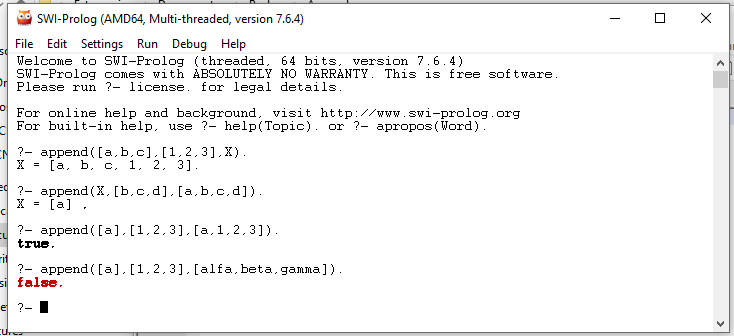 SWI-Prolog (AMD64, Multi-threaded, version 7.6.4)
File Edit Settings Run Debug Help
Welcome to SWI-Prolog (threaded, 64 bits, version 7.6.4)
SWI-Prolog comes with ABSOLUTELY NO WARRANTY. This is free software.
Please run ?- license. for legal details.
For online help and background, visit http://www.swi-prolog.org
For built-in help, use ?- help(Topic). or ?- apropos(Word).
?- append([a,b,c],[1,2,3],X).
X = [a, b, c, 1, 2, 3].
?- append(X,[b,c,d],[a,b,c,d]).
X = [a] ,
?- append([a],[1,2,3],[a,1,2,3]).
true.
?- append([a],[1,2,3],[alfa,beta,gamma]).
false.
?-